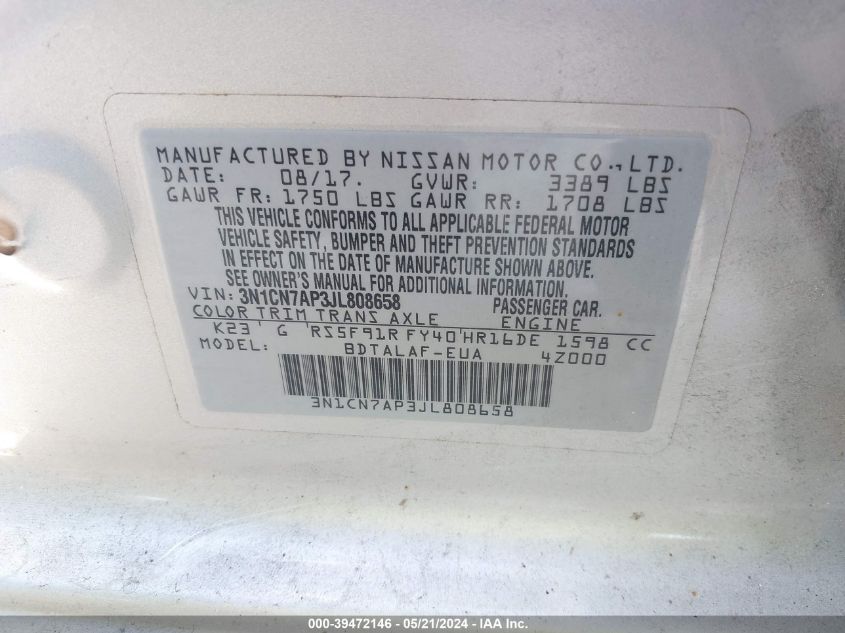 MANUFACTURED BY NISSAN MOTOR CO.,LTD.
DATE: 08/17. GVWR: 3389 LBS
GAWR FR: 1750 LBS GAWR RR: 1708 LBS
THIS VEHICLE CONFORMS TO ALL APPLICABLE FEDERAL MOTOR
VEHICLE SAFETY, BUMPER AND THEFT PREVENTION STANDARDS
IN EFFECT ON THE DATE OF MANUFACTURE SHOWN ABOVE.
SEE OWNER'S MANUAL FOR ADDITIONAL INFORMATION.
VIN: 3N1CN7AP3JL808658 PASSENGER CAR.
COLOR TRIM TRANS AXLE ENGINE
K23 G RS5F91R FY40 HR16DE 1598 CC
MODEL: BDTALAF-EUA 4Z000
3N1CN7AP3JL808658
000-39472146 — 05/21/2024 — IAA Inc.